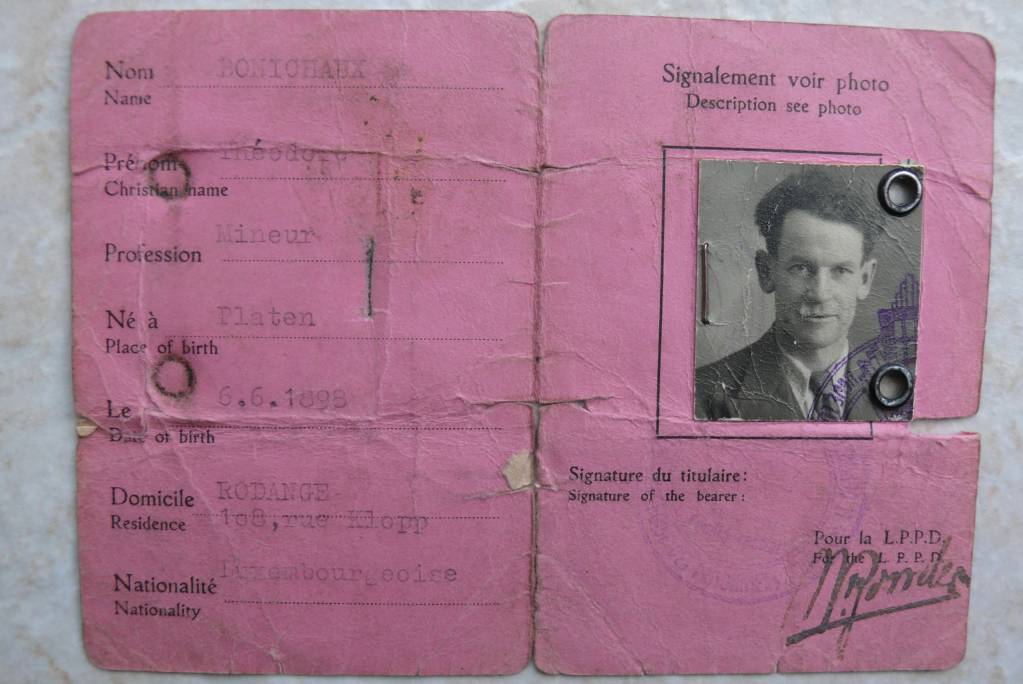 Nom BONICHAUX
Name
Prénom Théodore
Christian name
Profession Mineur
Né à Platen
Place of birth
Le 6.6.1898
Date of birth
Domicile RODANGE
Residence 108,rue Klopp
Nationalité Luxembourgeoise
Nationality
Signalement voir photo
Description see photo
Signature du titulaire:
Signature of the bearer:
Pour la L.P.P.D.
For the L. P. P. D.